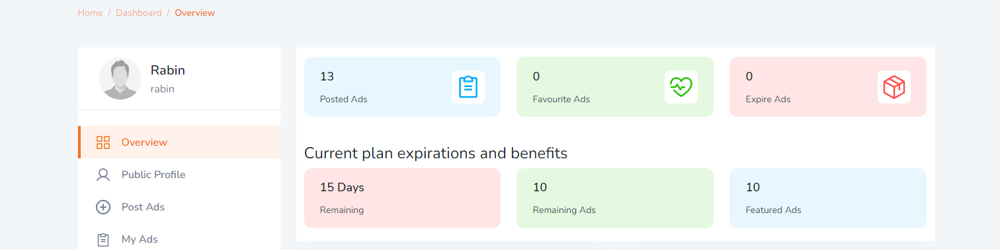 Home / Dashboard / Overview
Rabin
rabin
Overview
Public Profile
Post Ads
My Ads
13
Posted Ads
0
Favourite Ads
0
Expire Ads
Current plan expirations and benefits
15 Days
Remaining
10
Remaining Ads
10
Featured Ads